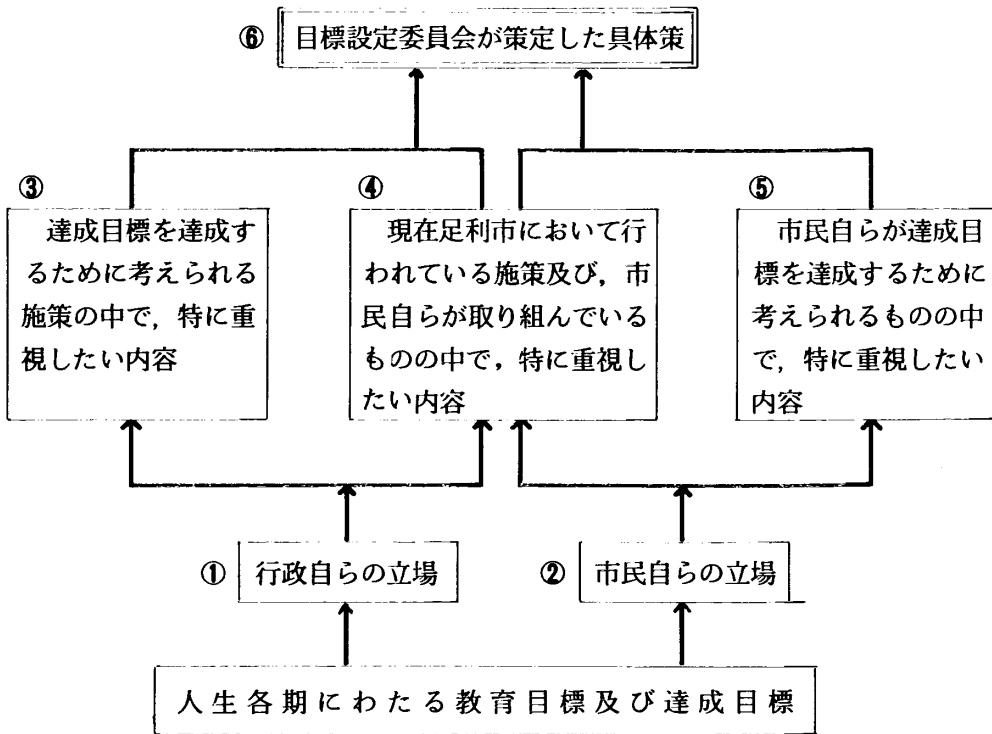 ⑥ 目標設定委員会が策定した具体策
③
達成目標を達成す
るために考えられる
施策の中で，特に重
視したい内容
④
現在足利市において行
われている施策及び，市
民自らが取り組んでいる
ものの中で，特に重視し
たい内容
⑤
市民自らが達成目
標を達成するために
考えられるものの中
で，特に重視したい
内容
① 行政自らの立場
② 市民自らの立場
人生各期にわたる教育目標及び達成目標